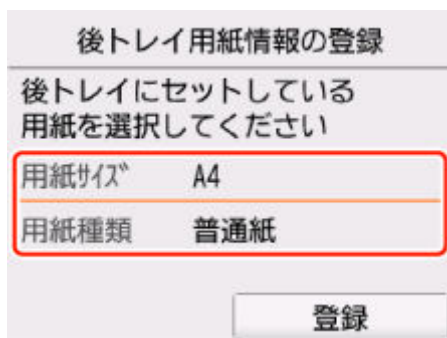 後トレイ用紙情報の登録
後トレイにセットしている
用紙を選択してください
用紙ｻｲｽﾞ A4
用紙種類 普通紙
登録